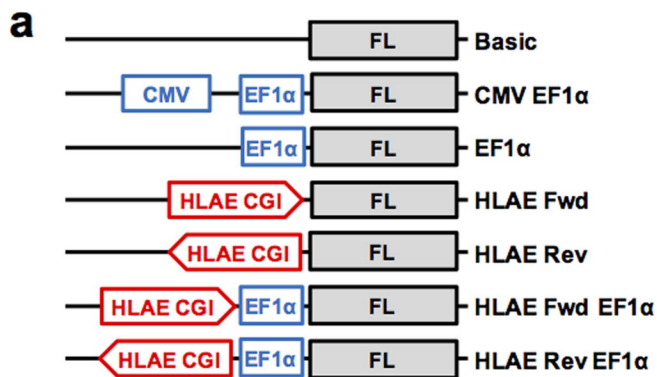 a
FL Basic
CMV EF1α FL CMV EF1α
EF1α FL EF1α
HLAE CGI FL HLAE Fwd
HLAE CGI FL HLAE Rev
HLAE CGI EF1α FL HLAE Fwd EF1α
HLAE CGI EF1α FL HLAE Rev EF1α